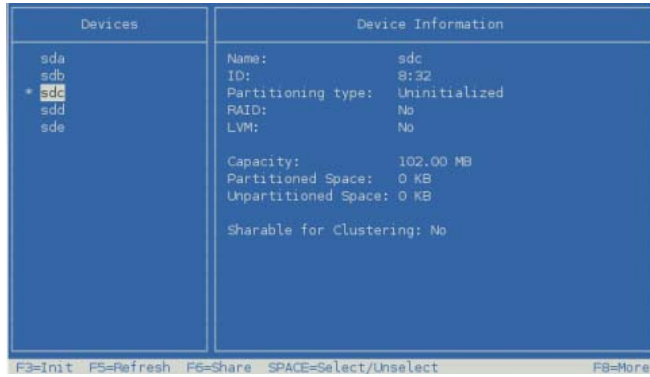 Devices
sda
sdb
* sdc
sdd
sde
Device Information
Name: sdc
ID: 8:32
Partitioning type: Uninitialized
RAID: No
LVM: No
Capacity: 102.00 MB
Partitioned Space: 0 KB
Unpartitioned Space: 0 KB
Sharable for Clustering: No
F3=Init F5=Refresh F6=Share SPACE=Select/Unselect F8=More